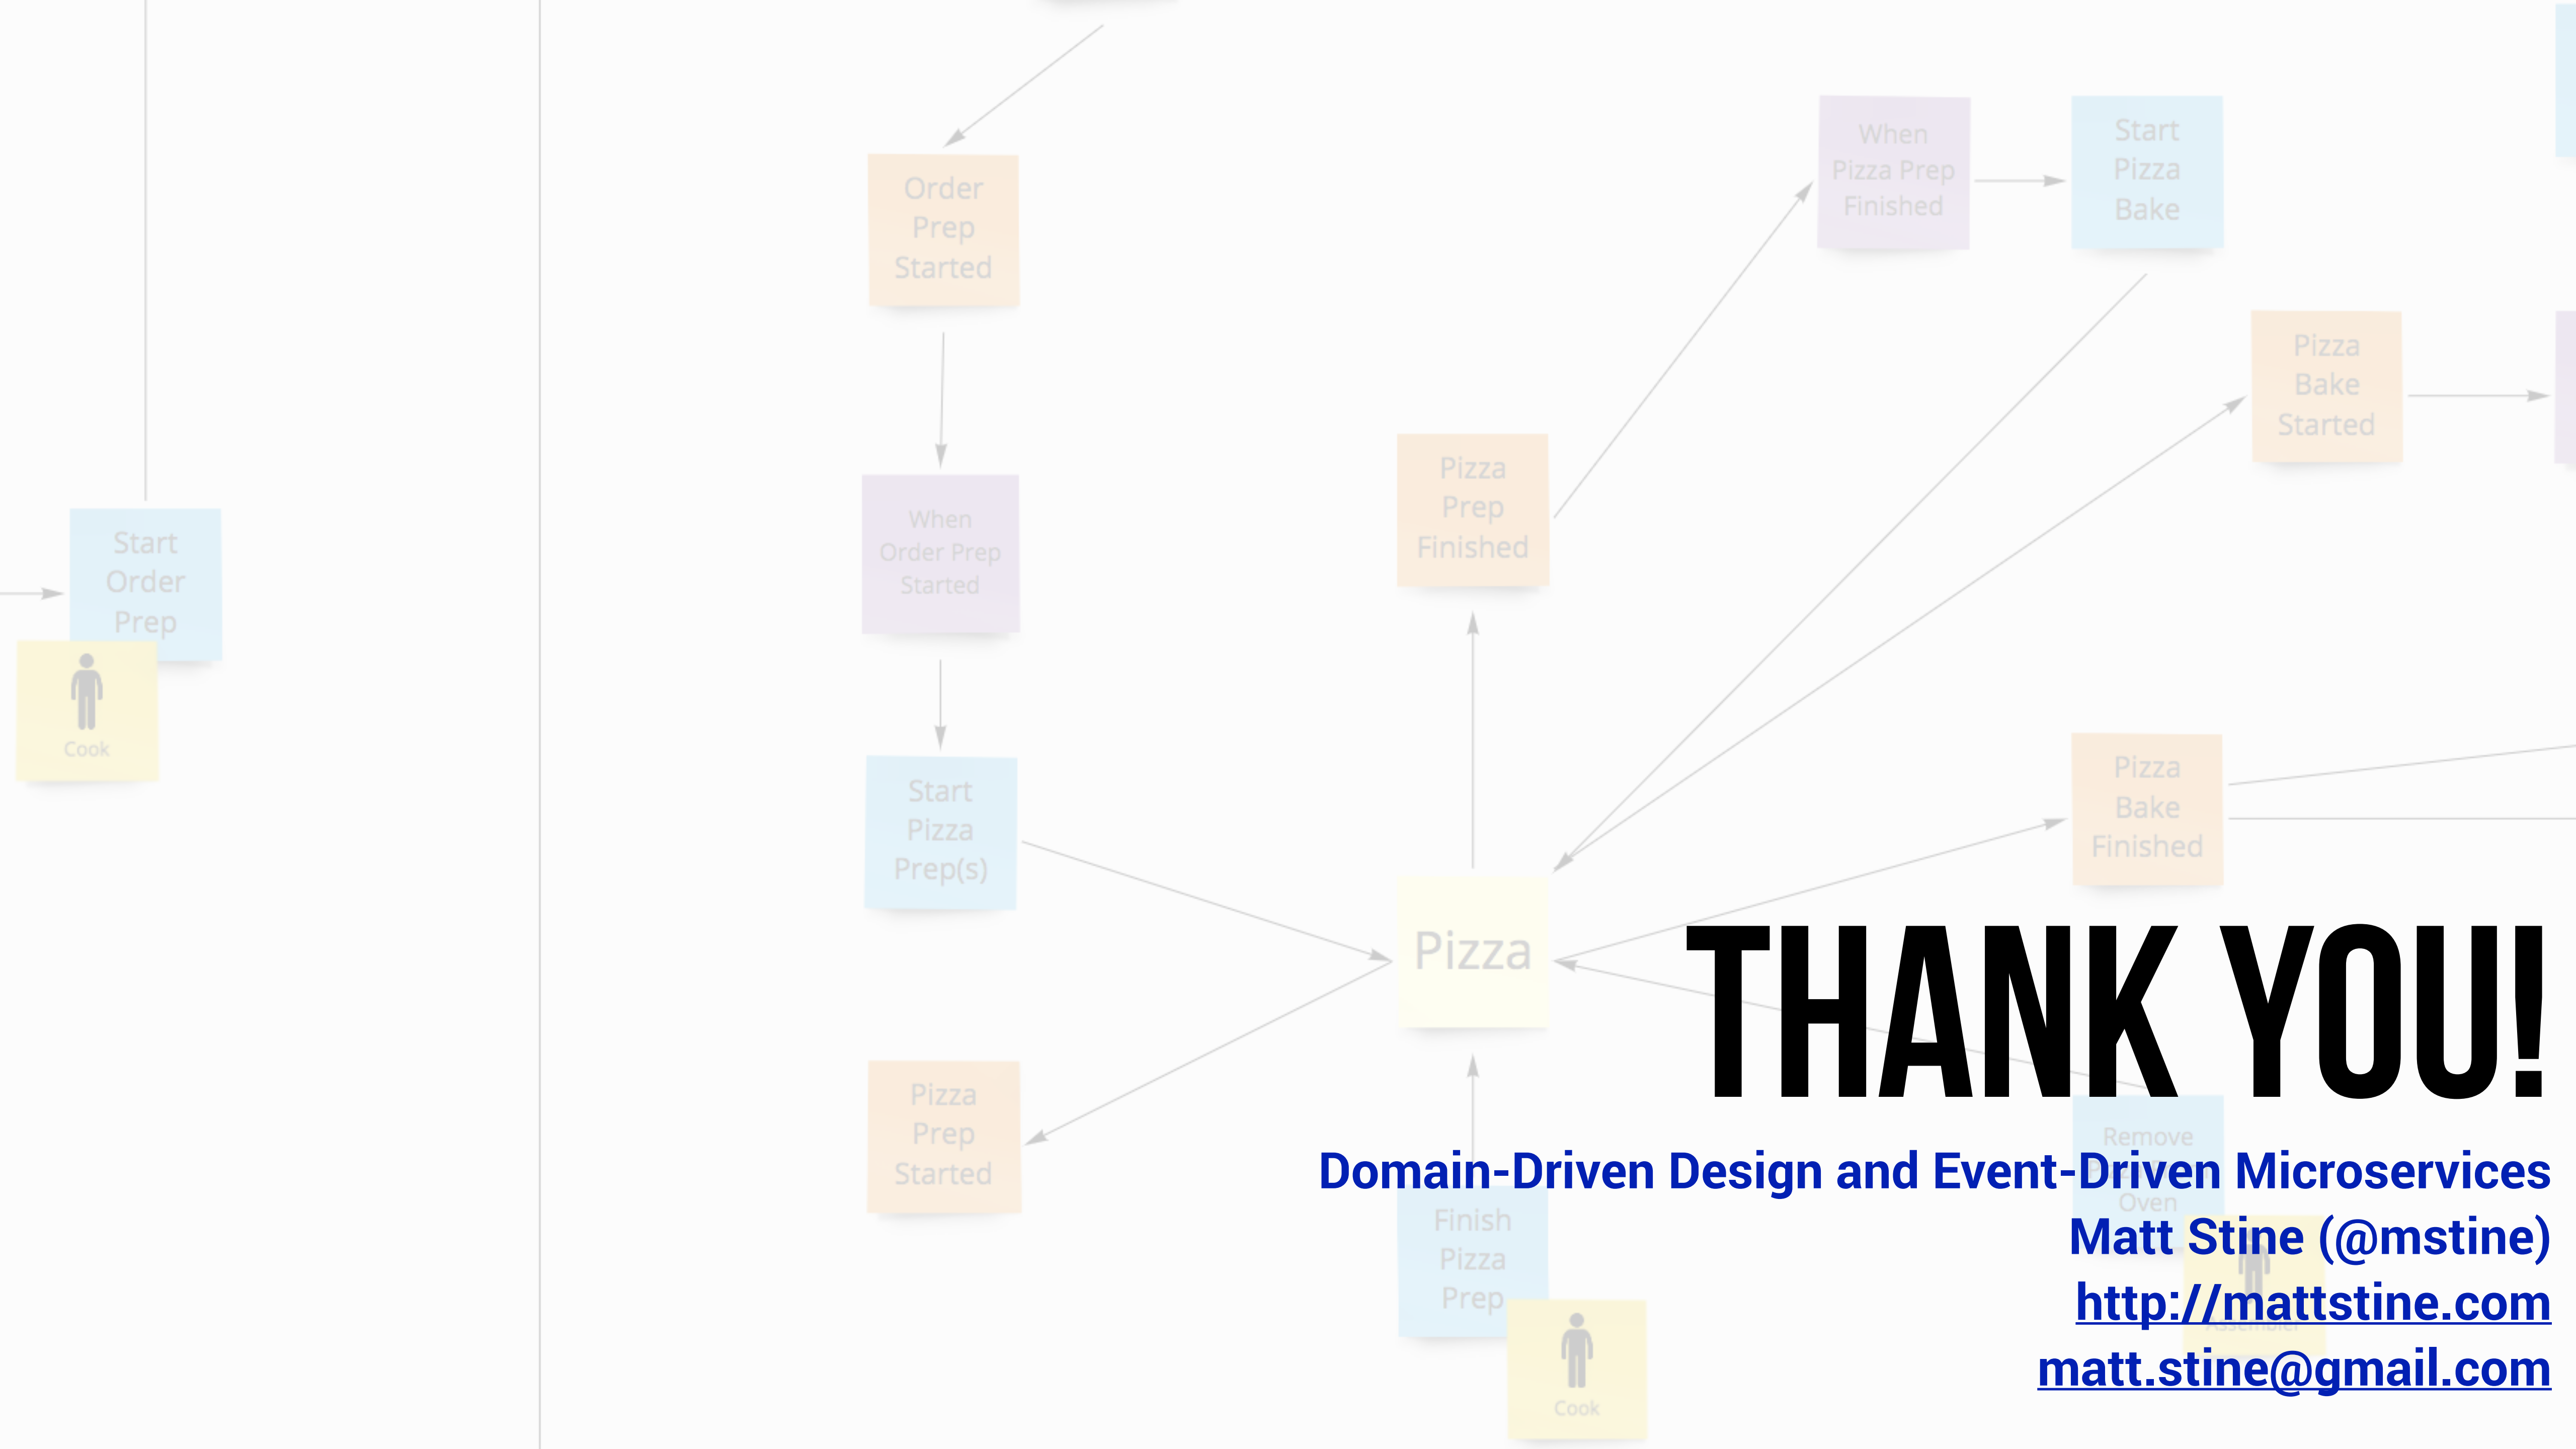 Order
Prep
Started
When
Pizza Prep
Finished
Start
Pizza
Bake
Pizza
Bake
Started
Pizza
Prep
Finished
Start
Order
Prep
Cook
When
Order Prep
Started
Start
Pizza
Prep(s)
Pizza
Bake
Finished
Pizza
THANK YOU!
Pizza
Prep
Started
Remove
Oven
Domain-Driven Design and Event-Driven Microservices
Matt Stine (@mstine)
http://mattstine.com
matt.stine@gmail.com
Finish
Pizza
Prep
Assembler
Cook